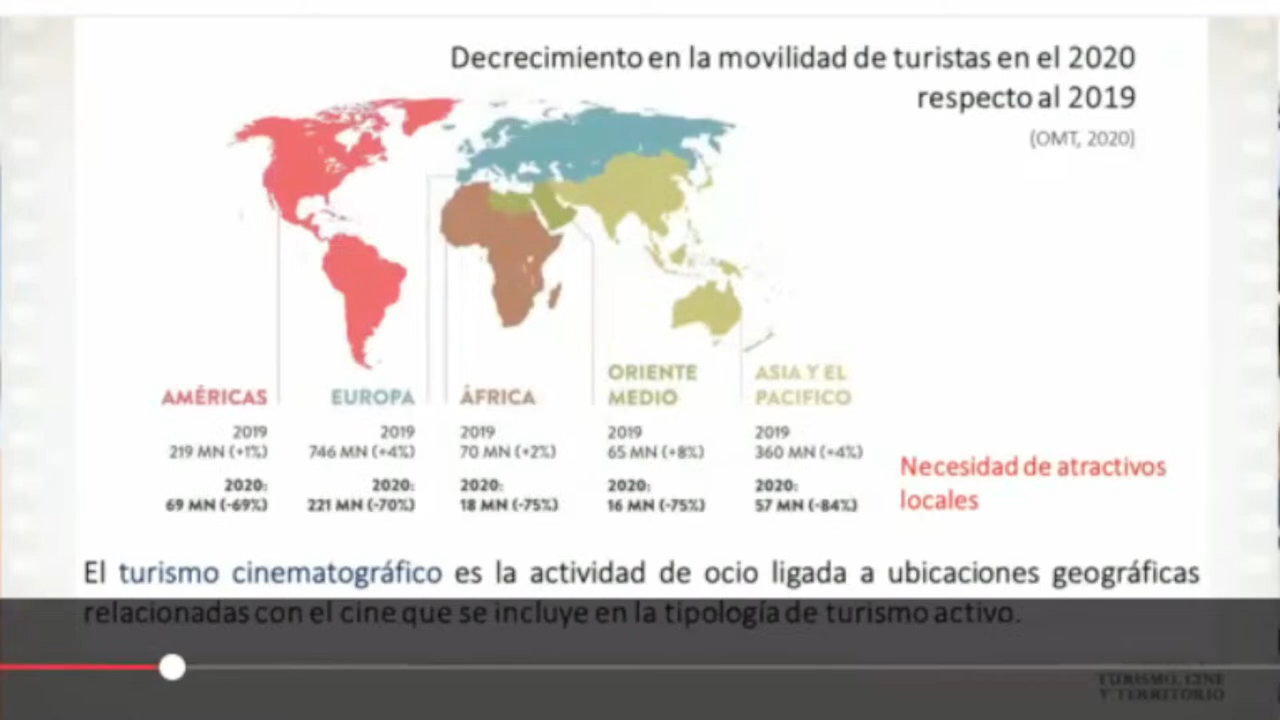 Decrecimiento en la movilidad de turistas en el 2020
respecto al 2019
(OMT, 2020)
AMÉRICAS
2019
219 MN (+1%)
2020:
69 MN (-69%)
EUROPA
2019
746 MN (+4%)
2020:
221 MN (-70%)
ÁFRICA
2019
70 MN (+2%)
2020:
18 MN (-75%)
ORIENTE
MEDIO
2019
65 MN (+8%)
2020:
16 MN (-75%)
ASIA Y EL
PACIFICO
2019
360 MN (+4%)
2020:
57 MN (-84%)
Necesidad de atractivos
locales
El turismo cinematográfico es la actividad de ocio ligada a ubicaciones geográficas
relacionadas con el cine que se incluye en la tipología de turismo activo.
TURISMO, CINE
Y TERRITORIO